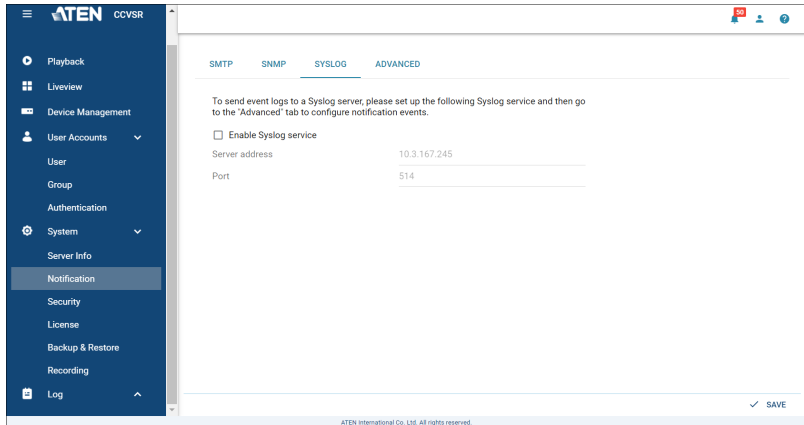 ATEN CCVSR
50
Playback
Liveview
Device Management
User Accounts
User
Group
Authentication
System
Server Info
Notification
Security
License
Backup & Restore
Recording
Log
SMTP SNMP SYSLOG ADVANCED
To send event logs to a Syslog server, please set up the following Syslog service and then go
to the "Advanced" tab to configure notification events.
Enable Syslog service
Server address 10.3.167.245
Port 514
SAVE
ATEN International Co. Ltd. All rights reserved.